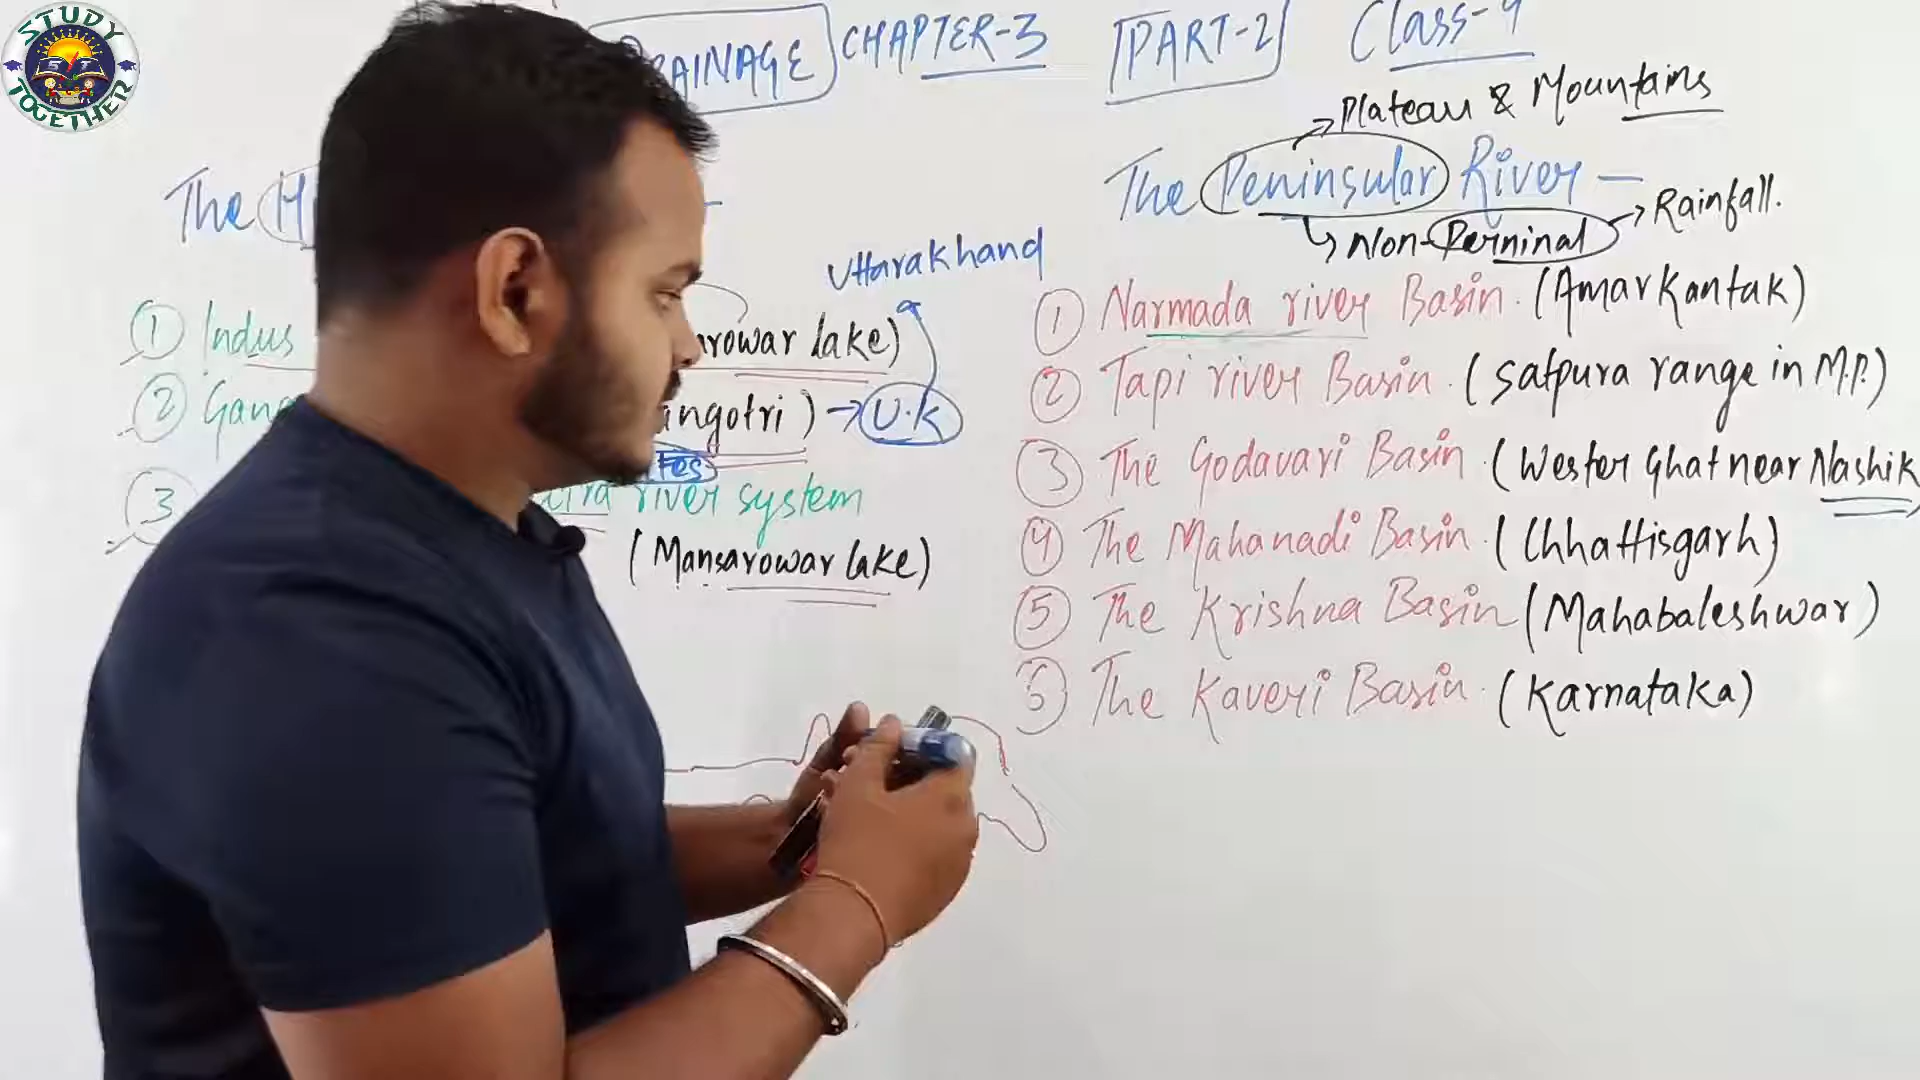 STUDY
TOGETHER
RAINAGE CHAPTER-3 PART-2 Class-9
Plateau & Mountains
The Peninsular River —
Rainfall.
Non-Perninal
The H
Uttarakhand
① Indus
rowar lake)
② Gang
angotri) → U.K
③
river system
(Mansarowar lake)
① Narmada river Basin. (Amarkantak)
② Tapi river Basin. (Satpura range in M.P.)
③ The Godavari Basin (Wester Ghat near Nashik
④ The Mahanadi Basin. (Chhattisgarh)
⑤ The Krishna Basin (Mahabaleshwar)
⑥ The Kaveri Basin. (Karnataka)